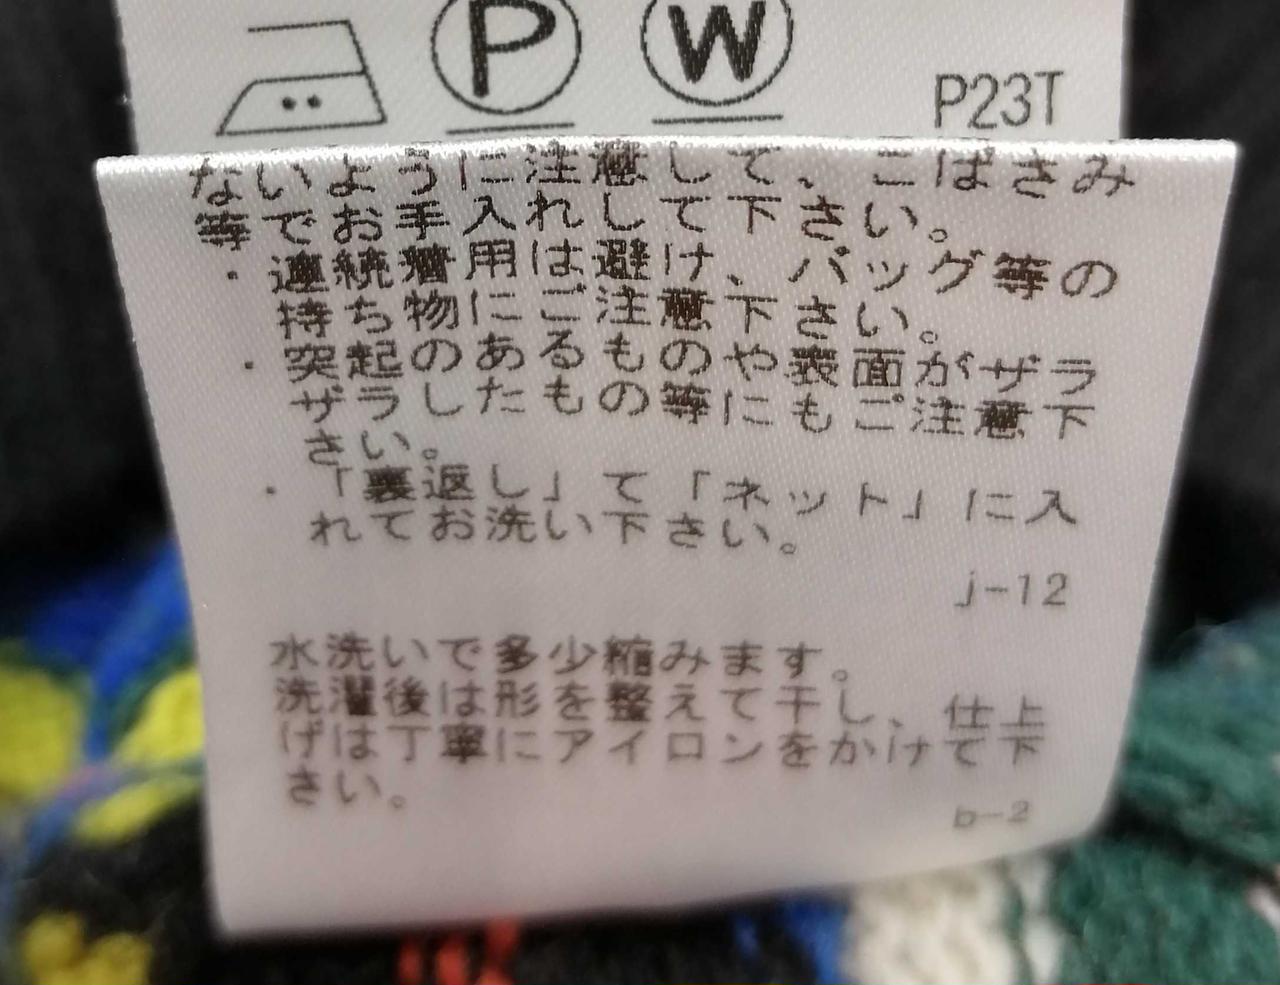 P W
P23T
ないように注意して、こばさみ
等でお手入れして下さい。
・連続着用は避け、バッグ等の
持ち物にご注意下さい。
・突起のあるものや表面がザラ
ザラしたもの等にもご注意下
さい。
・「裏返し」て「ネット」に入
れてお洗い下さい。
j-12
水洗いで多少縮みます。
洗濯後は形を整えて干し、仕上
げは丁寧にアイロンをかけて下
さい。
b-2